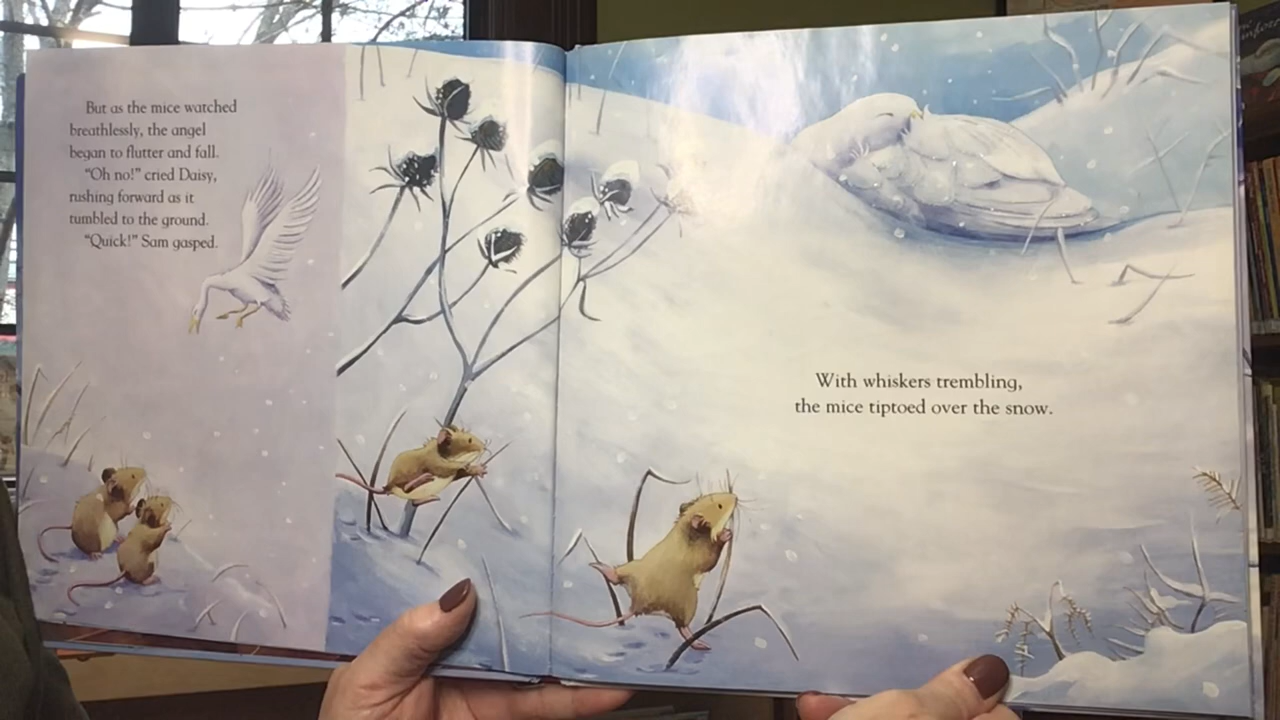 But as the mice watched
breathlessly, the angel
began to flutter and fall.
“Oh no!” cried Daisy,
rushing forward as it
tumbled to the ground.
“Quick!” Sam gasped.
With whiskers trembling,
the mice tiptoed over the snow.